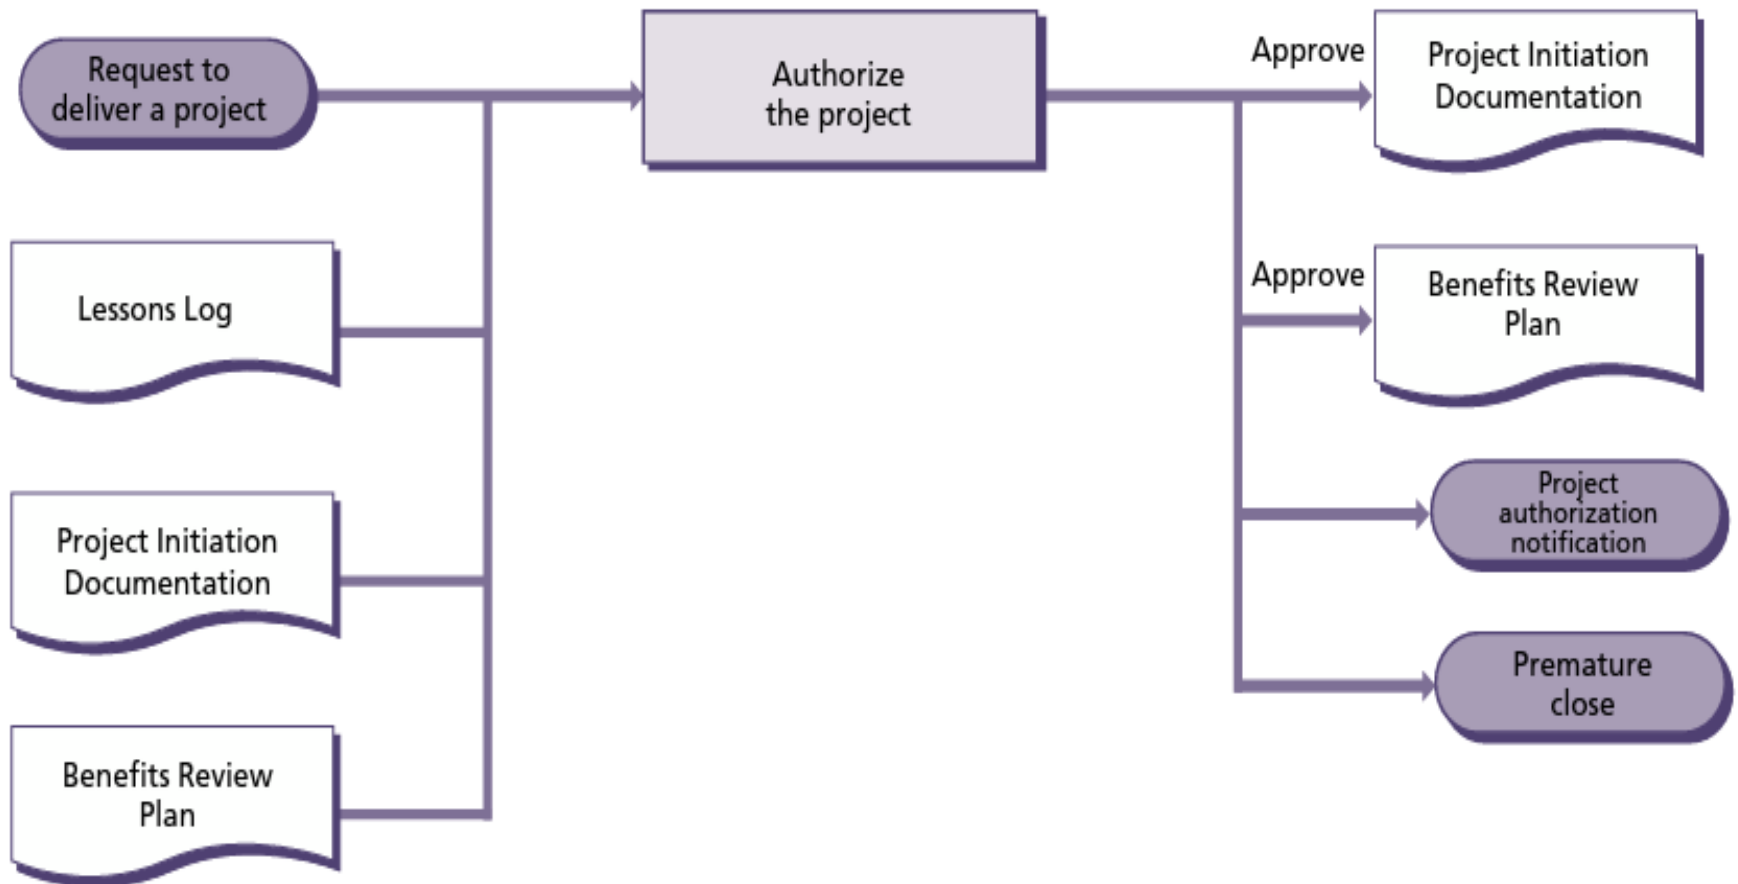 Request to
deliver a project
Authorize
the project
Approve
Project Initiation
Documentation
Lessons Log
Approve
Benefits Review
Plan
Project Initiation
Documentation
Project
authorization
notification
Benefits Review
Plan
Premature
close